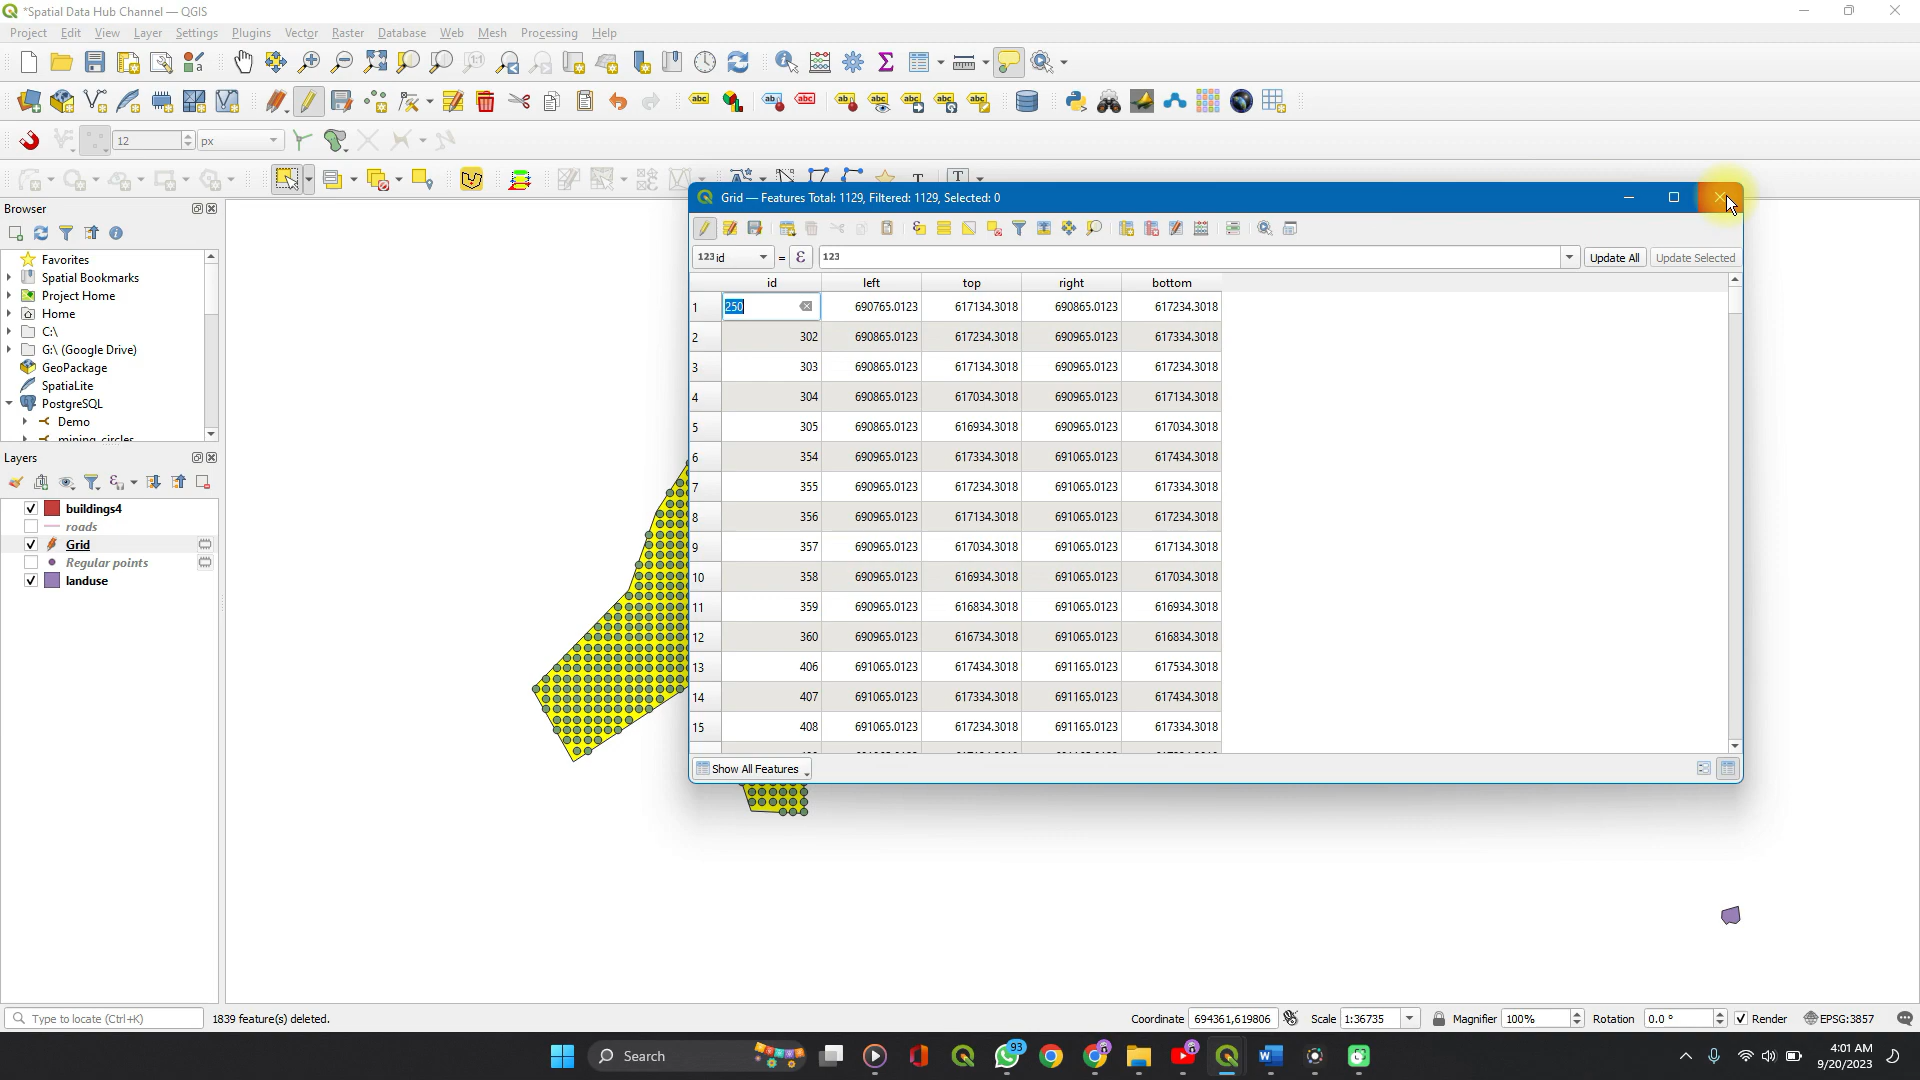 *Spatial Data Hub Channel — QGIS
Project Edit View Layer Settings Plugins Vector Raster Database Web Mesh Processing Help
12 px
Browser
Favorites
Spatial Bookmarks
Project Home
Home
C:\
G:\ (Google Drive)
GeoPackage
SpatiaLite
PostgreSQL
Demo
mining_circles
Layers
buildings4
roads
Grid
Regular points
landuse
Grid — Features Total: 1129, Filtered: 1129, Selected: 0
123 id = ε 123 Update All Update Selected
id left top right bottom
1 250 690765.0123 617134.3018 690865.0123 617234.3018
2 302 690865.0123 617234.3018 690965.0123 617334.3018
3 303 690865.0123 617134.3018 690965.0123 617234.3018
4 304 690865.0123 617034.3018 690965.0123 617134.3018
5 305 690865.0123 616934.3018 690965.0123 617034.3018
6 354 690965.0123 617334.3018 691065.0123 617434.3018
7 355 690965.0123 617234.3018 691065.0123 617334.3018
8 356 690965.0123 617134.3018 691065.0123 617234.3018
9 357 690965.0123 617034.3018 691065.0123 617134.3018
10 358 690965.0123 616934.3018 691065.0123 617034.3018
11 359 690965.0123 616834.3018 691065.0123 616934.3018
12 360 690965.0123 616734.3018 691065.0123 616834.3018
13 406 691065.0123 617434.3018 691165.0123 617534.3018
14 407 691065.0123 617334.3018 691165.0123 617434.3018
15 408 691065.0123 617234.3018 691165.0123 617334.3018
Show All Features
Type to locate (Ctrl+K) 1839 feature(s) deleted. Coordinate 694361,619806 Scale 1:36735 Magnifier 100% Rotation 0.0 ° Render EPSG:3857
Search 93 4:01 AM
9/20/2023